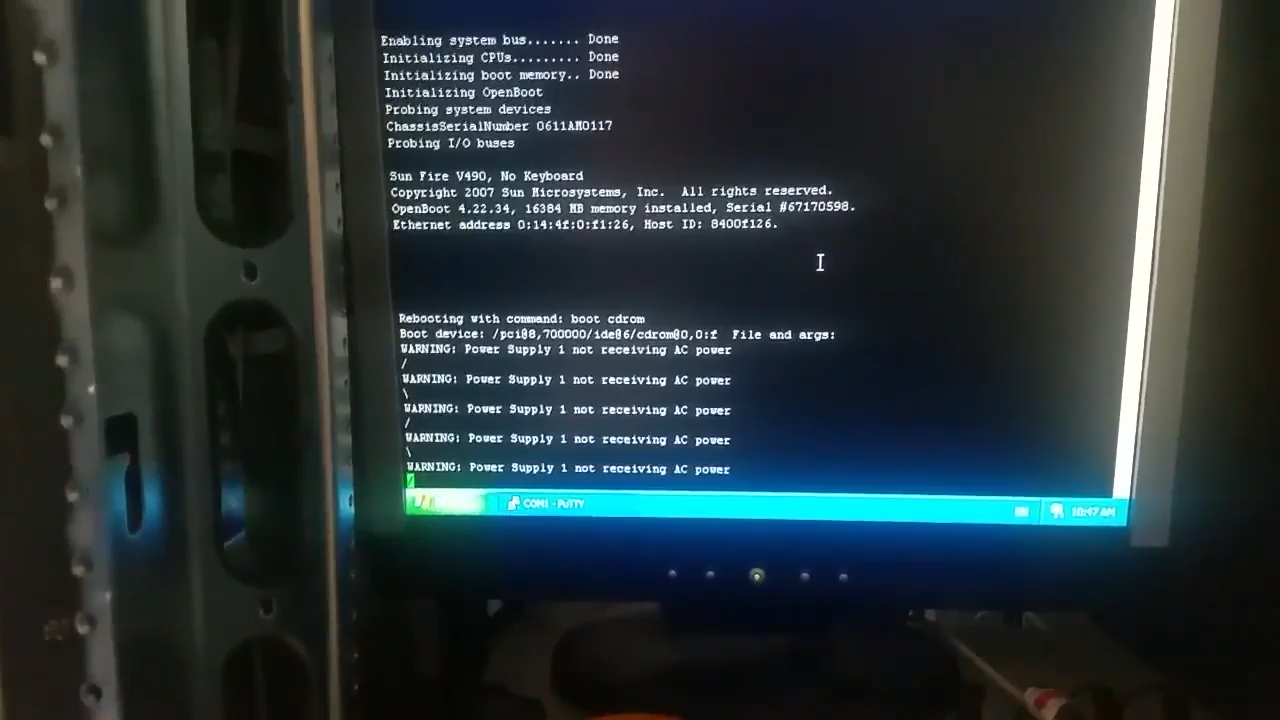 Enabling system bus....... Done
Initializing CPUs......... Done
Initializing boot memory.. Done
Initializing OpenBoot
Probing system devices
ChassisSerialNumber 0611AM0117
Probing I/O buses
Sun Fire V490, No Keyboard
Copyright 2007 Sun Microsystems, Inc.  All rights reserved.
OpenBoot 4.22.34, 16384 MB memory installed, Serial #67170598.
Ethernet address 0:14:4f:0:f1:26, Host ID: 8400f126.
Rebooting with command: boot cdrom
Boot device: /pci@8,700000/ide@6/cdrom@0,0:f  File and args:
WARNING: Power Supply 1 not receiving AC power
/
WARNING: Power Supply 1 not receiving AC power
\
WARNING: Power Supply 1 not receiving AC power
/
WARNING: Power Supply 1 not receiving AC power
\
WARNING: Power Supply 1 not receiving AC power
/
COM1 - PuTTY
10:47 AM